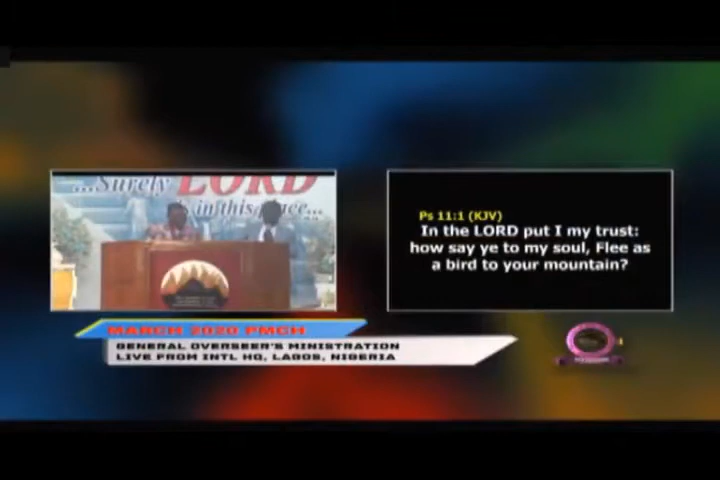 ...Surely LORD
is in this place...
Ps 11:1 (KJV)
In the LORD put I my trust:
how say ye to my soul, Flee as
a bird to your mountain?
MARCH 2020 PMCH
GENERAL OVERSEER'S MINISTRATION
LIVE FROM INTL HQ, LAGOS, NIGERIA